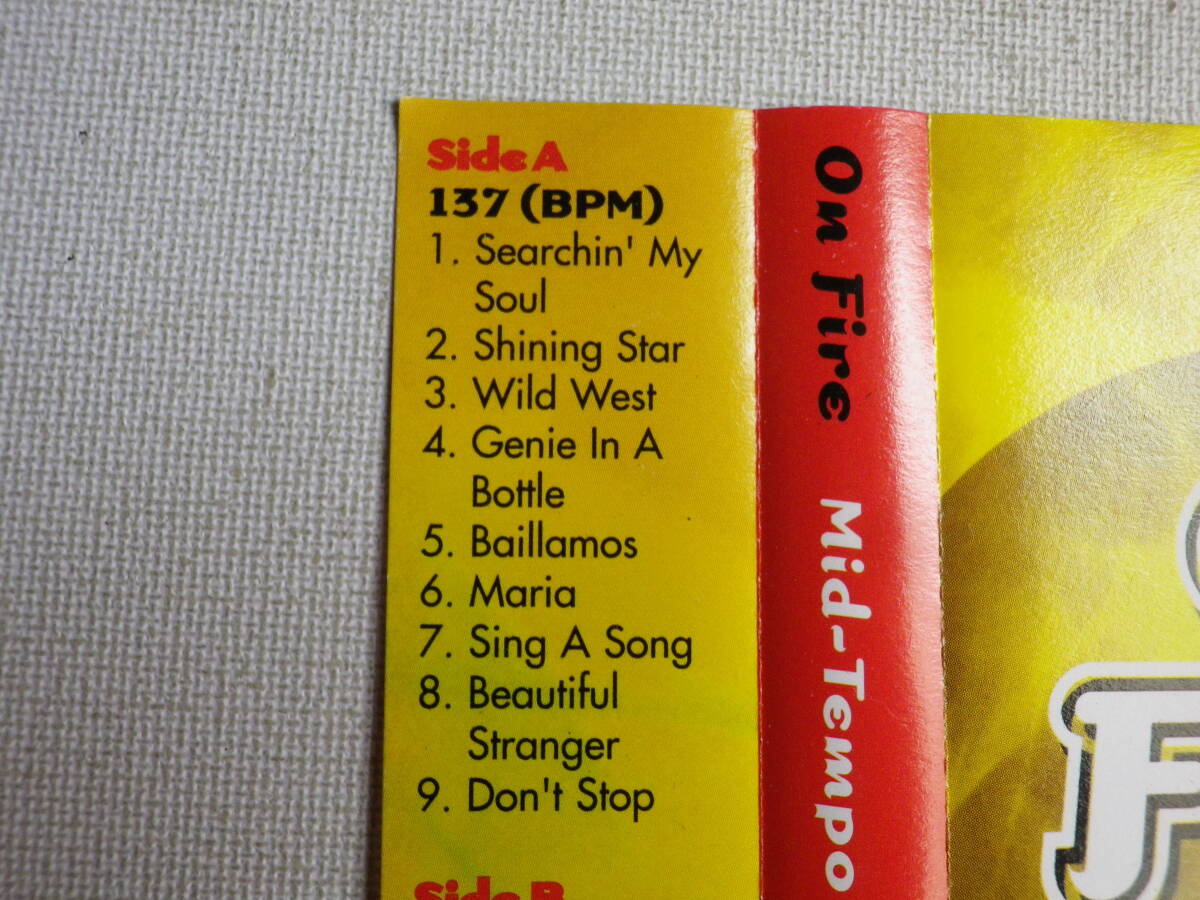 Side A
137 (BPM)
1. Searchin' My
Soul
2. Shining Star
3. Wild West
4. Genie In A
Bottle
5. Baillamos
6. Maria
7. Sing A Song
8. Beautiful
Stranger
9. Don't Stop
Side B
On Fire Mid-Tempo
F